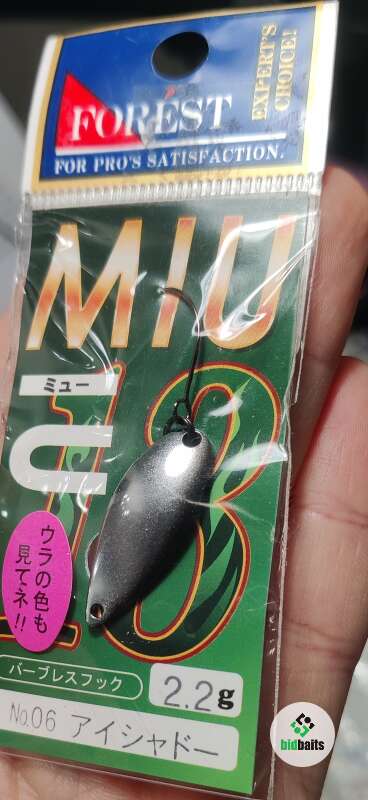 FOREST
FOR PRO'S SATISFACTION.
EXPERT'S
CHOICE!
MIU
ミュー
18
ウラの色も
見てネ!!
バーブレスフック
2.2g
No.06 アイシャドー
bidbaits